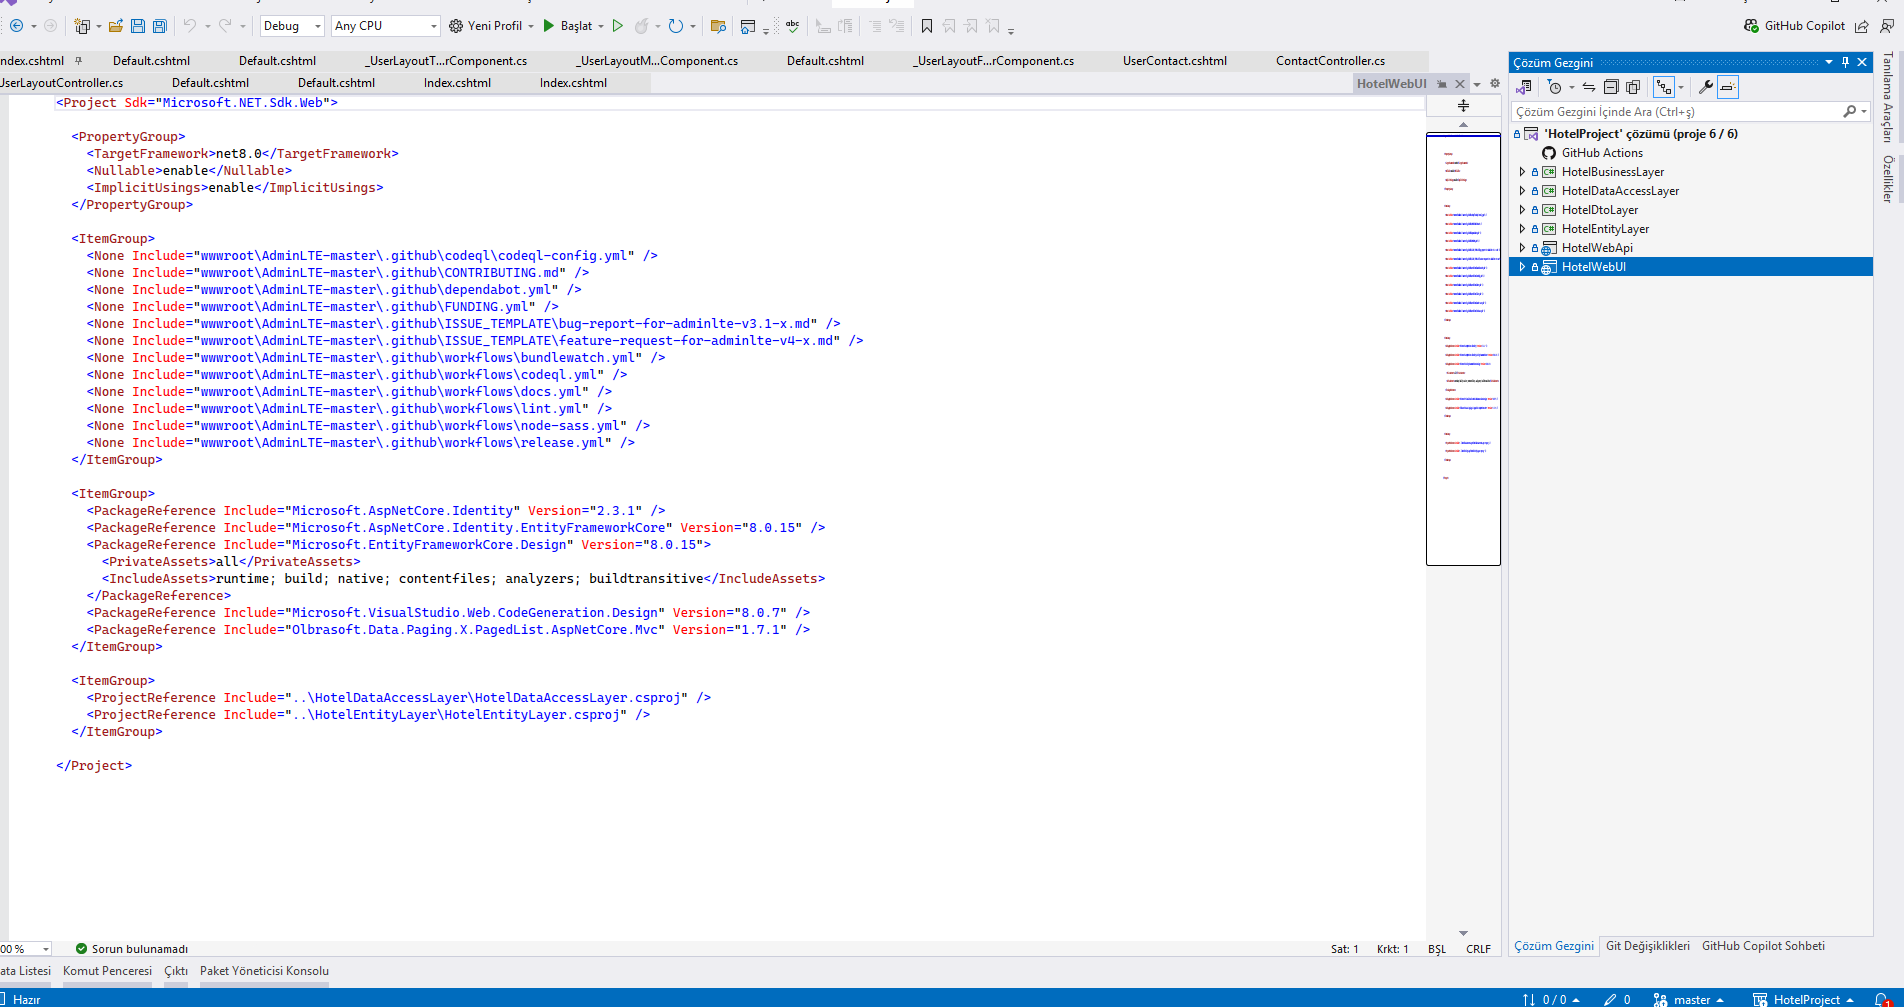 Debug
Any CPU
Yeni Profil
Başlat
GitHub Copilot
ndex.cshtml
Default.cshtml
Default.cshtml
_UserLayoutT...rComponent.cs
_UserLayoutM...Component.cs
Default.cshtml
_UserLayoutF...rComponent.cs
UserContact.cshtml
ContactController.cs
UserLayoutController.cs
Default.cshtml
Default.cshtml
Index.cshtml
Index.cshtml
HotelWebUI
<Project Sdk="Microsoft.NET.Sdk.Web">
<PropertyGroup>
<TargetFramework>net8.0</TargetFramework>
<Nullable>enable</Nullable>
<ImplicitUsings>enable</ImplicitUsings>
</PropertyGroup>
<ItemGroup>
<None Include="wwwroot\AdminLTE-master\.github\codeql\codeql-config.yml" />
<None Include="wwwroot\AdminLTE-master\.github\CONTRIBUTING.md" />
<None Include="wwwroot\AdminLTE-master\.github\dependabot.yml" />
<None Include="wwwroot\AdminLTE-master\.github\FUNDING.yml" />
<None Include="wwwroot\AdminLTE-master\.github\ISSUE_TEMPLATE\bug-report-for-adminlte-v3.1-x.md" />
<None Include="wwwroot\AdminLTE-master\.github\ISSUE_TEMPLATE\feature-request-for-adminlte-v4-x.md" />
<None Include="wwwroot\AdminLTE-master\.github\workflows\bundlewatch.yml" />
<None Include="wwwroot\AdminLTE-master\.github\workflows\codeql.yml" />
<None Include="wwwroot\AdminLTE-master\.github\workflows\docs.yml" />
<None Include="wwwroot\AdminLTE-master\.github\workflows\lint.yml" />
<None Include="wwwroot\AdminLTE-master\.github\workflows\node-sass.yml" />
<None Include="wwwroot\AdminLTE-master\.github\workflows\release.yml" />
</ItemGroup>
<ItemGroup>
<PackageReference Include="Microsoft.AspNetCore.Identity" Version="2.3.1" />
<PackageReference Include="Microsoft.AspNetCore.Identity.EntityFrameworkCore" Version="8.0.15" />
<PackageReference Include="Microsoft.EntityFrameworkCore.Design" Version="8.0.15">
<PrivateAssets>all</PrivateAssets>
<IncludeAssets>runtime; build; native; contentfiles; analyzers; buildtransitive</IncludeAssets>
</PackageReference>
<PackageReference Include="Microsoft.VisualStudio.Web.CodeGeneration.Design" Version="8.0.7" />
<PackageReference Include="Olbrasoft.Data.Paging.X.PagedList.AspNetCore.Mvc" Version="1.7.1" />
</ItemGroup>
<ItemGroup>
<ProjectReference Include="..\HotelDataAccessLayer\HotelDataAccessLayer.csproj" />
<ProjectReference Include="..\HotelEntityLayer\HotelEntityLayer.csproj" />
</ItemGroup>
</Project>
Çözüm Gezgini
Çözüm Gezgini İçinde Ara (Ctrl+ş)
'HotelProject' çözümü (proje 6 / 6)
GitHub Actions
HotelBusinessLayer
HotelDataAccessLayer
HotelDtoLayer
HotelEntityLayer
HotelWebApi
HotelWebUI
Tanılama Araçları
Özellikler
00 %
Sorun bulunamadı
Sat: 1
Krkt: 1
BŞL
CRLF
Çözüm Gezgini
Git Değişiklikleri
GitHub Copilot Sohbeti
ata Listesi
Komut Penceresi
Çıktı
Paket Yöneticisi Konsolu
Hazır
0 / 0
0
master
HotelProject
1